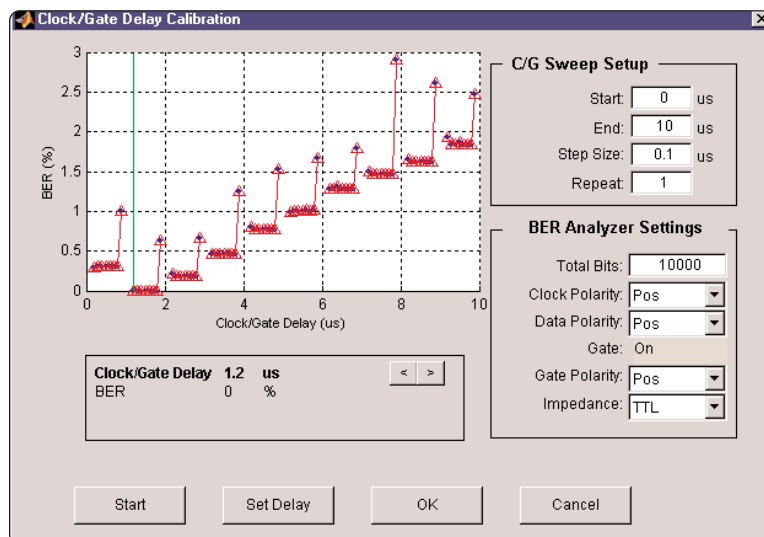 Clock/Gate Delay Calibration
3
2.5
2
1.5
1
0.5
0
BER (%)
0 2 4 6 8 10
Clock/Gate Delay (us)
C/G Sweep Setup
Start: 0 us
End: 10 us
Step Size: 0.1 us
Repeat: 1
BER Analyzer Settings
Total Bits: 10000
Clock Polarity: Pos
Data Polarity: Pos
Gate: On
Gate Polarity: Pos
Impedance: TTL
Clock/Gate Delay 1.2 us < >
BER 0 %
Start Set Delay OK Cancel